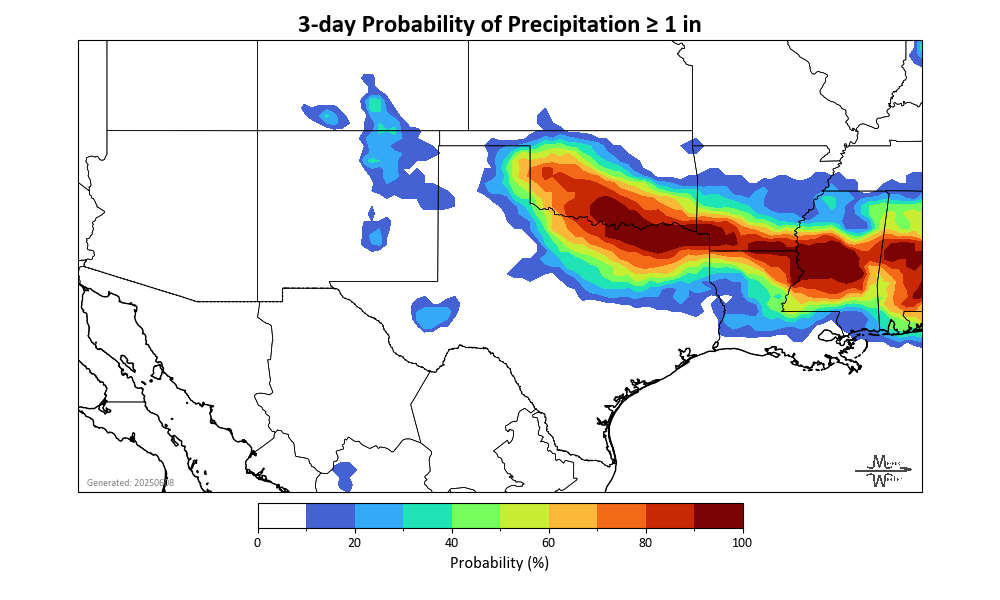 3-day Probability of Precipitation ≥ 1 in
Generated: 20250608
0 20 40 60 80 100
Probability (%)